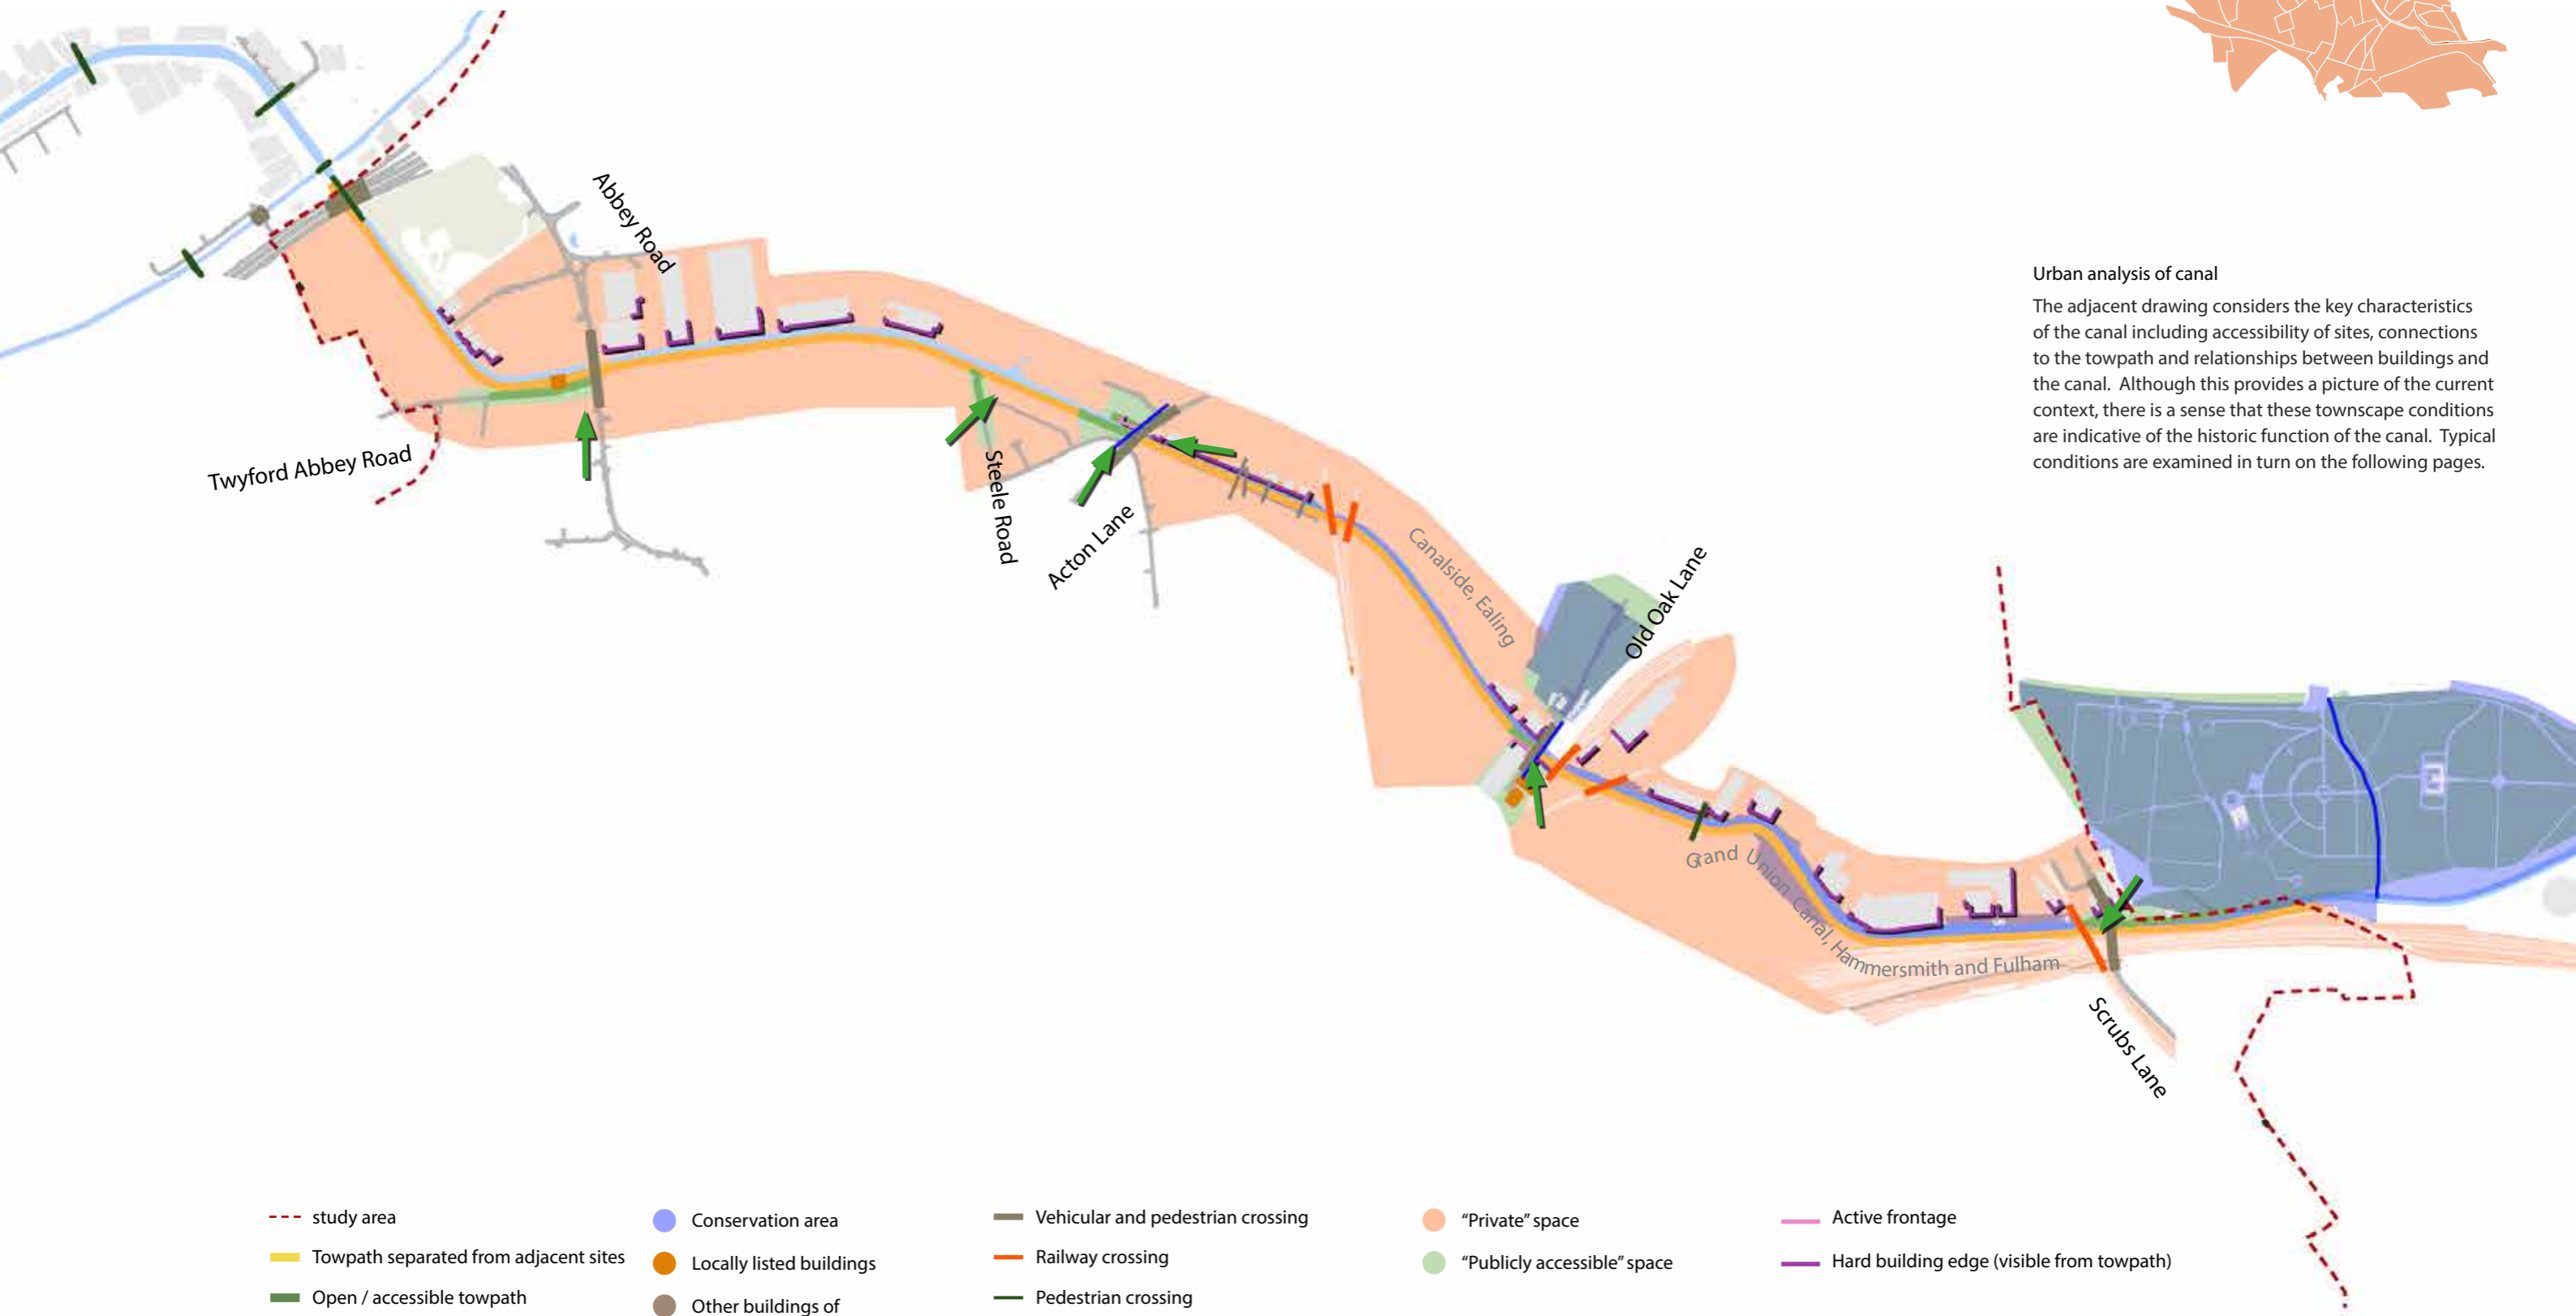 Abbey Road
Twyford Abbey Road
Steele Road
Acton Lane
Canalside, Ealing
Old Oak Lane
Grand Union Canal, Hammersmith and Fulham
Scrubs Lane
Urban analysis of canal
The adjacent drawing considers the key characteristics
of the canal including accessibility of sites, connections
to the towpath and relationships between buildings and
the canal. Although this provides a picture of the current
context, there is a sense that these townscape conditions
are indicative of the historic function of the canal. Typical
conditions are examined in turn on the following pages.
study area
Towpath separated from adjacent sites
Open / accessible towpath
Conservation area
Locally listed buildings
Other buildings of
Vehicular and pedestrian crossing
Railway crossing
Pedestrian crossing
“Private” space
“Publicly accessible” space
Active frontage
Hard building edge (visible from towpath)